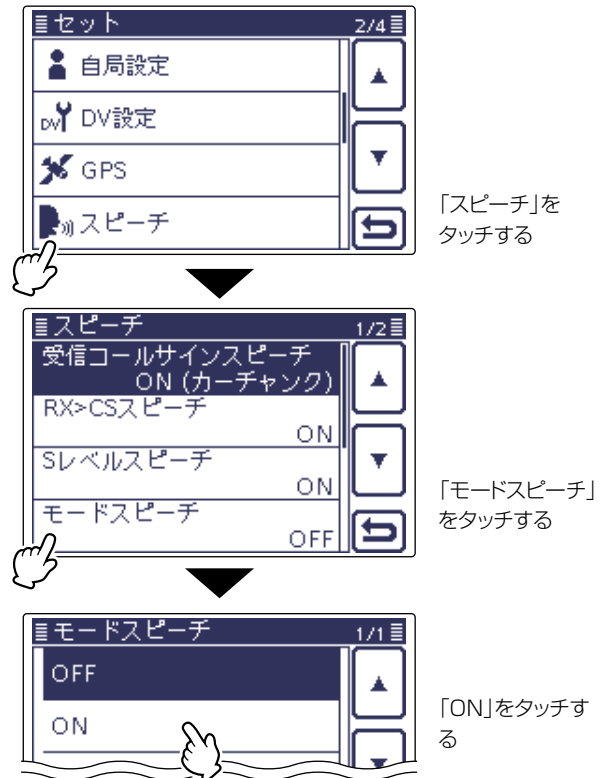 セット 2/4
自局設定
DV DV設定
GPS
スピーチ
「スピーチ」を
タッチする
スピーチ 1/2
受信コールサインスピーチ
ON (カーチャンク)
RX>CSスピーチ
ON
Sレベルスピーチ
ON
モードスピーチ
OFF
「モードスピーチ」
をタッチする
モードスピーチ 1/1
OFF
ON
「ON」をタッチす
る